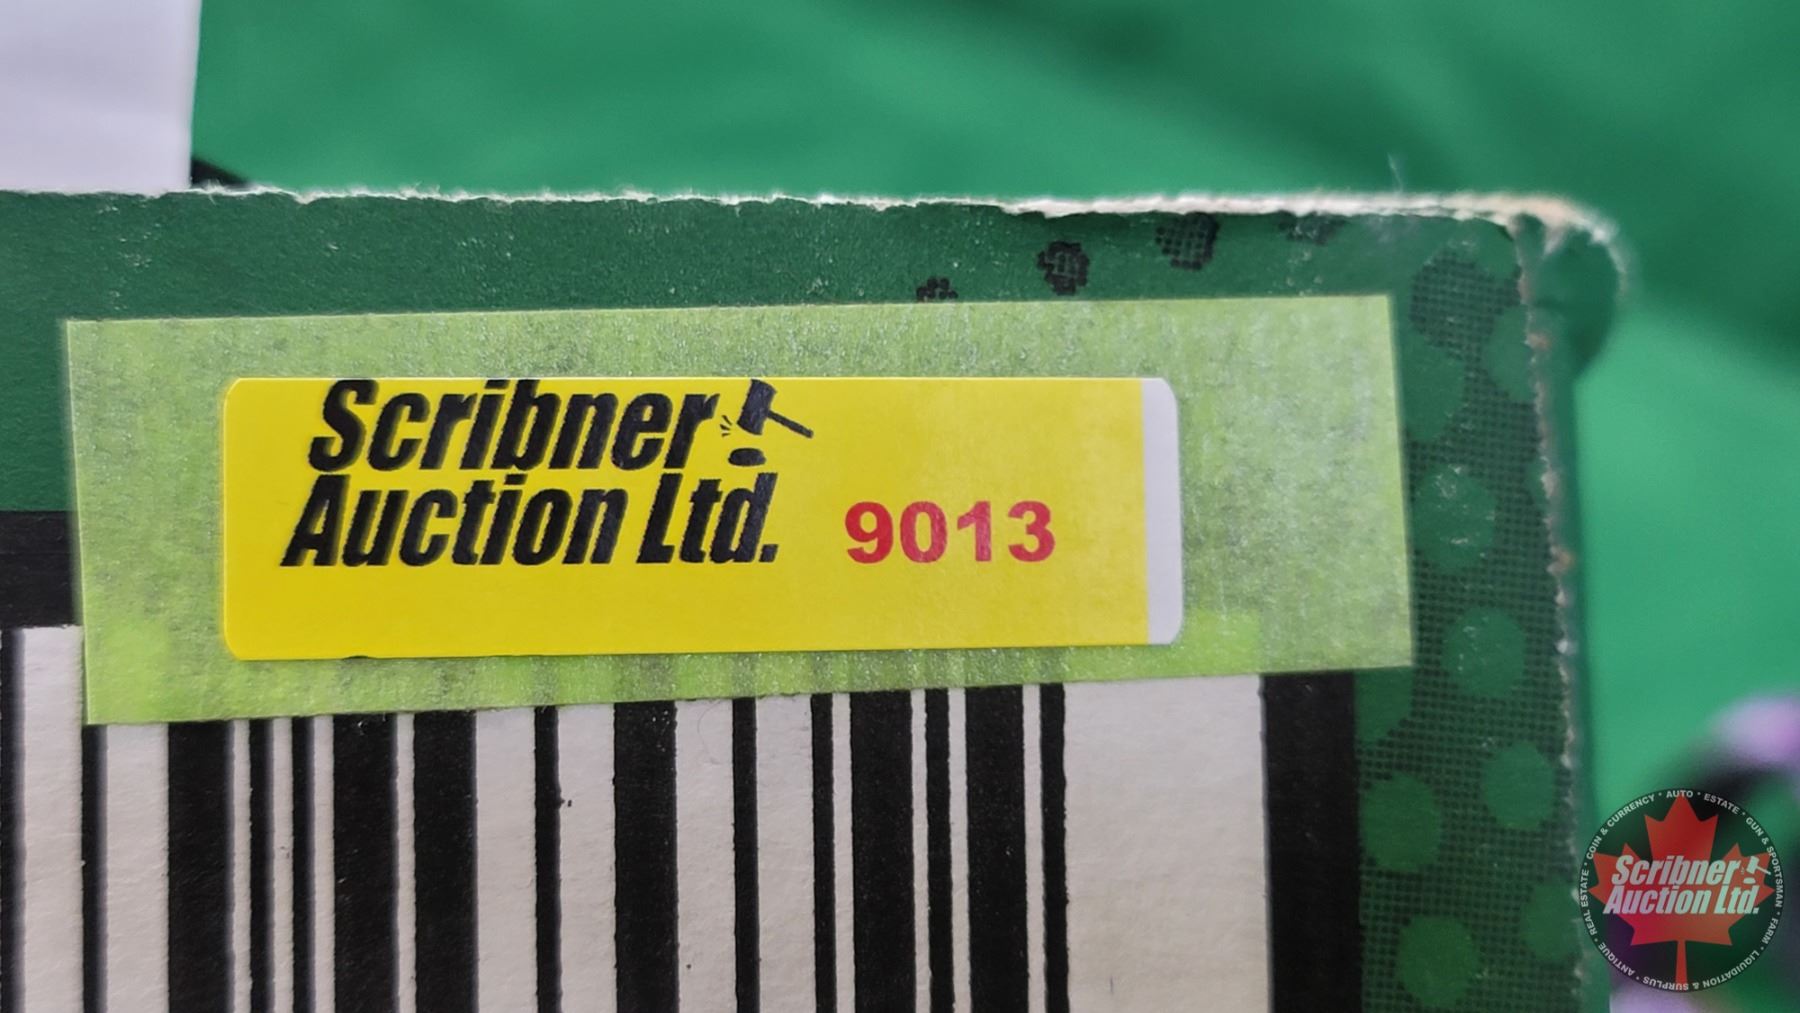 Scribner
Auction Ltd. 9013
COIN & CURRENCY • AUTO • ESTATE • GUN & SPORTSMAN • FARM • LIQUIDATION & SURPLUS • ANTIQUE • REAL ESTATE •
Scribner
Auction Ltd.